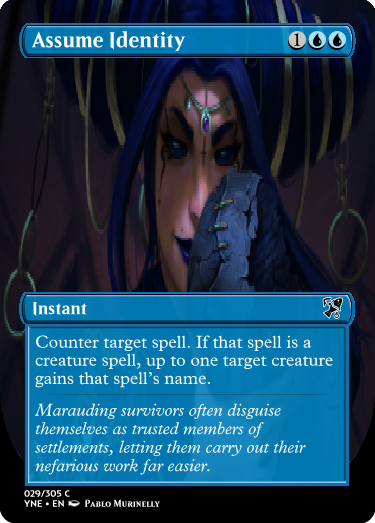 Assume Identity 1
Instant
Counter target spell. If that spell is a
creature spell, up to one target creature
gains that spell's name.
Marauding survivors often disguise
themselves as trusted members of
settlements, letting them carry out their
nefarious work far easier.
029/305 C
YNE • EN Pablo Murinelly